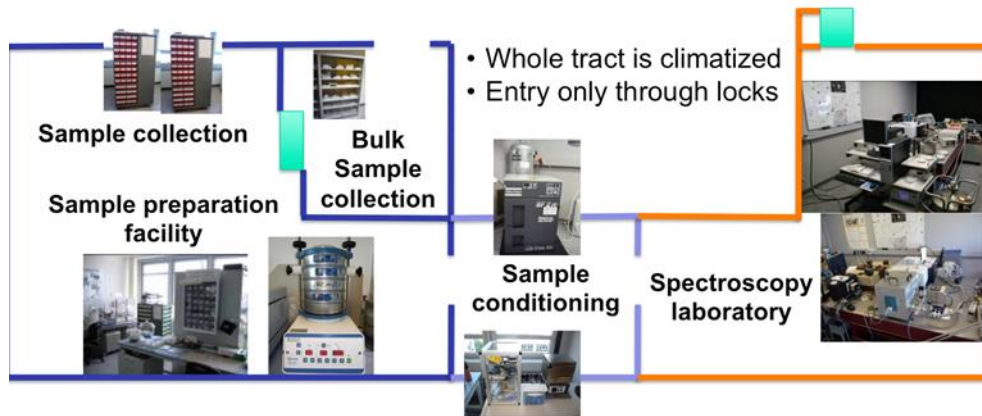 • Whole tract is climatized
• Entry only through locks
Sample collection
Bulk
Sample
collection
Sample preparation
facility
Sample
conditioning
Spectroscopy
laboratory